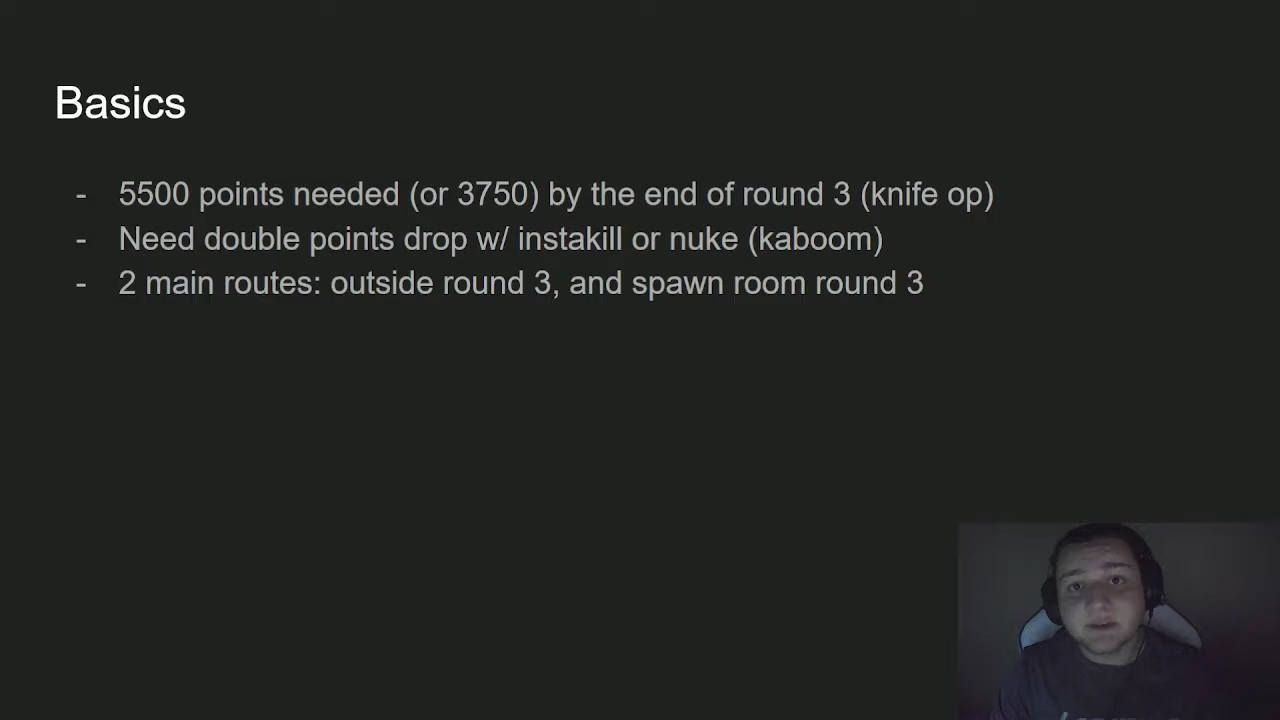 Basics
- 5500 points needed (or 3750) by the end of round 3 (knife op)
- Need double points drop w/ instakill or nuke (kaboom)
- 2 main routes: outside round 3, and spawn room round 3